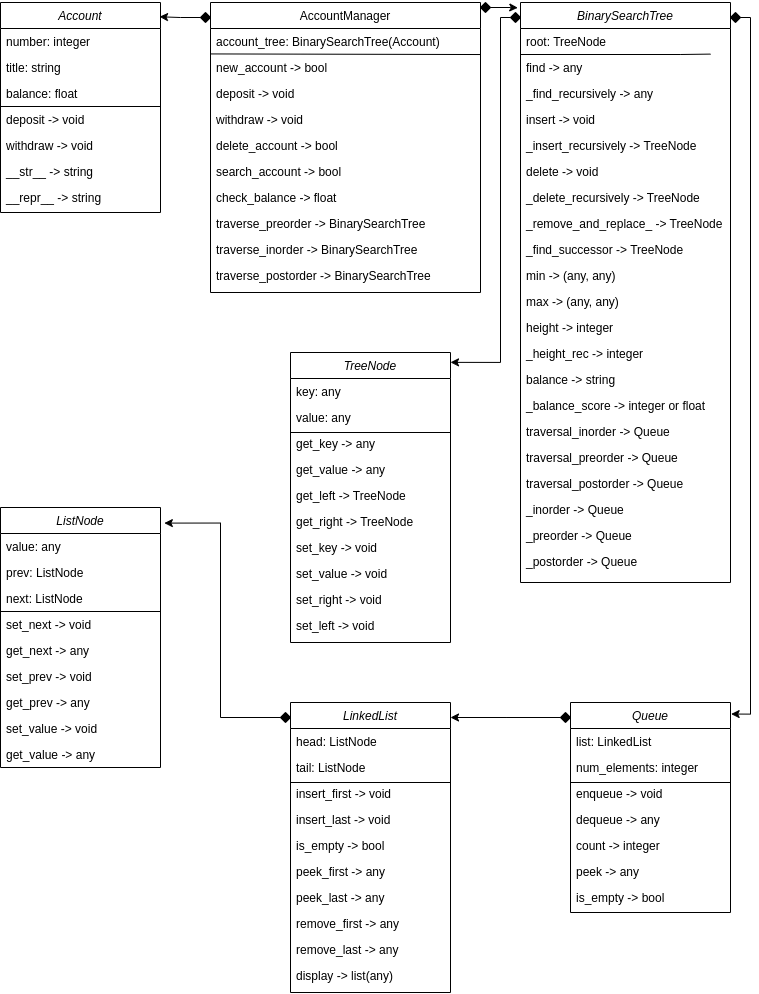 Account
number: integer
title: string
balance: float
deposit -> void
withdraw -> void
__str__ -> string
__repr__ -> string
AccountManager
account_tree: BinarySearchTree(Account)
new_account -> bool
deposit -> void
withdraw -> void
delete_account -> bool
search_account -> bool
check_balance -> float
traverse_preorder -> BinarySearchTree
traverse_inorder -> BinarySearchTree
traverse_postorder -> BinarySearchTree
BinarySearchTree
root: TreeNode
find -> any
_find_recursively -> any
insert -> void
_insert_recursively -> TreeNode
delete -> void
_delete_recursively -> TreeNode
_remove_and_replace_ -> TreeNode
_find_successor -> TreeNode
min -> (any, any)
max -> (any, any)
height -> integer
_height_rec -> integer
balance -> string
_balance_score -> integer or float
traversal_inorder -> Queue
traversal_preorder -> Queue
traversal_postorder -> Queue
_inorder -> Queue
_preorder -> Queue
_postorder -> Queue
TreeNode
key: any
value: any
get_key -> any
get_value -> any
get_left -> TreeNode
get_right -> TreeNode
set_key -> void
set_value -> void
set_right -> void
set_left -> void
ListNode
value: any
prev: ListNode
next: ListNode
set_next -> void
get_next -> any
set_prev -> void
get_prev -> any
set_value -> void
get_value -> any
LinkedList
head: ListNode
tail: ListNode
insert_first -> void
insert_last -> void
is_empty -> bool
peek_first -> any
peek_last -> any
remove_first -> any
remove_last -> any
display -> list(any)
Queue
list: LinkedList
num_elements: integer
enqueue -> void
dequeue -> any
count -> integer
peek -> any
is_empty -> bool